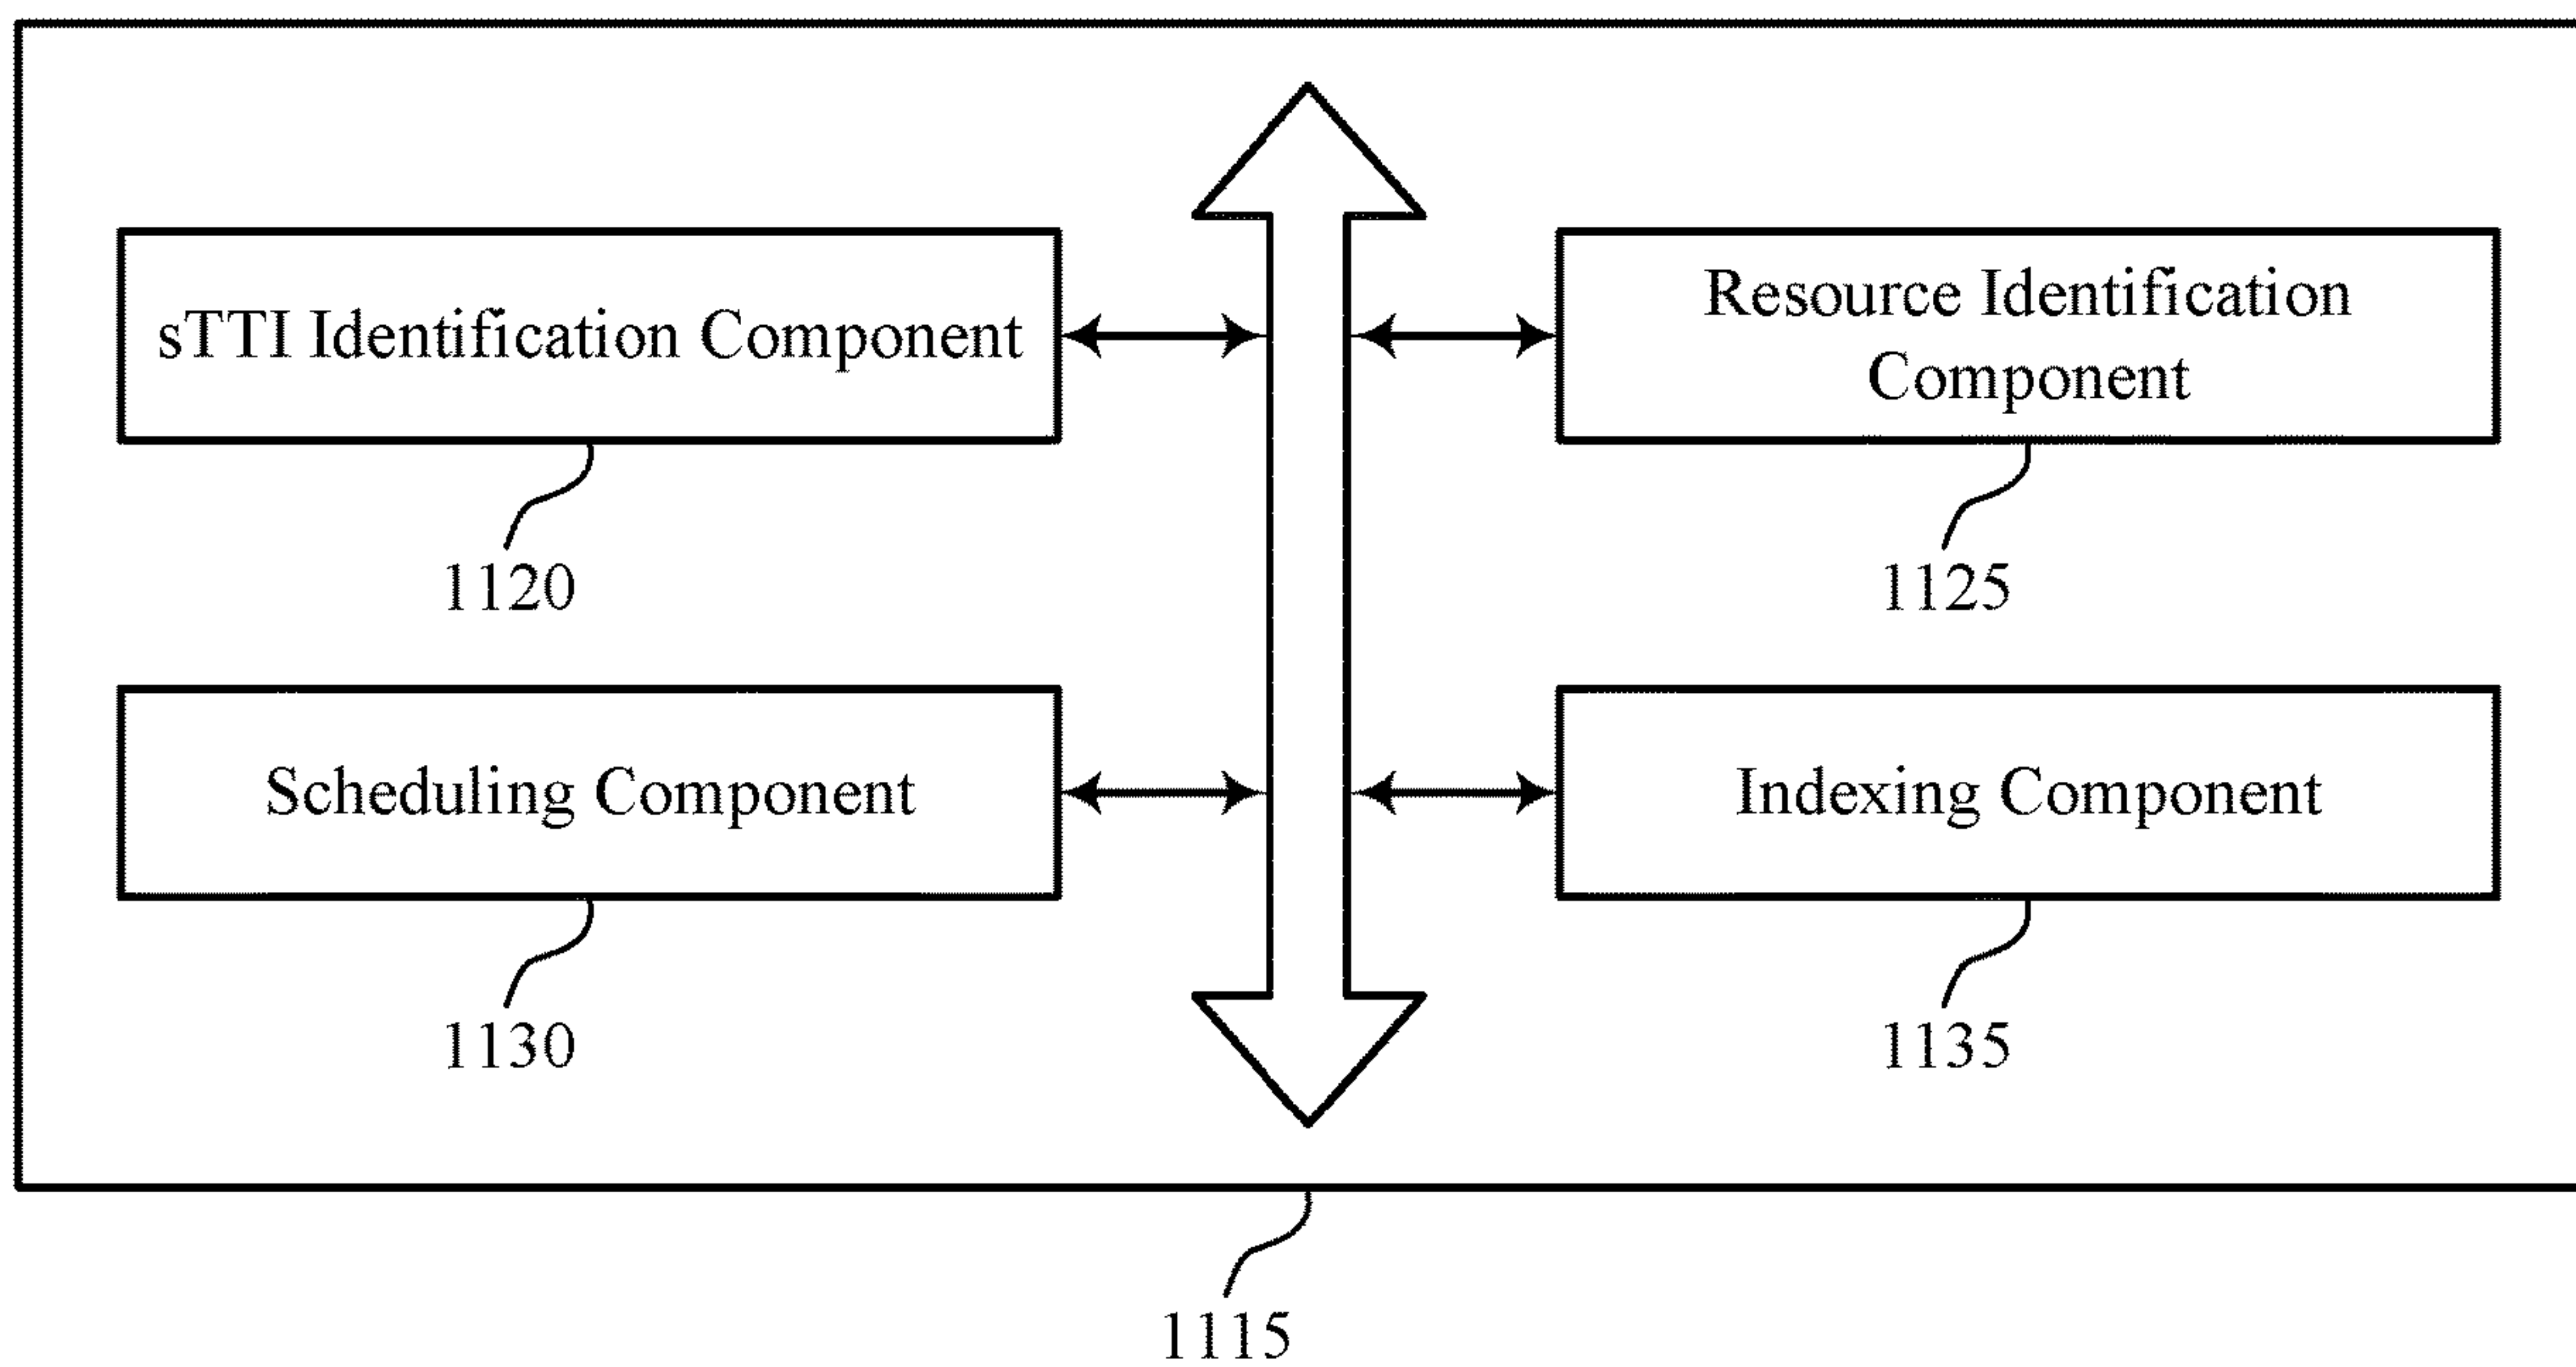 sTTI Identification Component
Resource Identification
Component
1120
1125
Scheduling Component
Indexing Component
1130
1135
1115